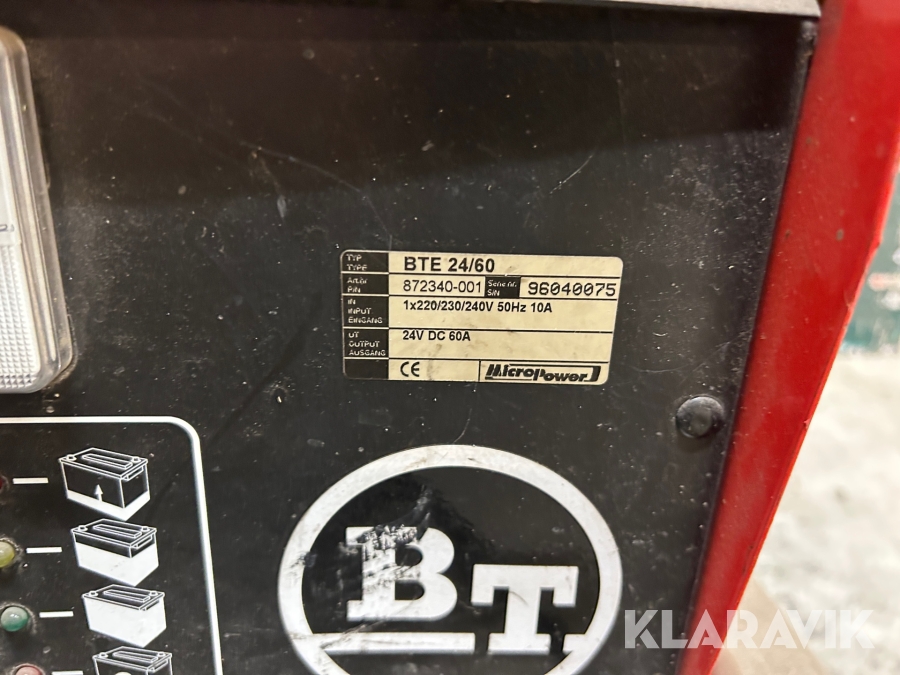 TYP
TYPE
BTE 24/60
Art.nr
P/N
872340-001
Serie nr.
S/N
96040075
IN
INPUT
EINGANG
1x220/230/240V 50Hz 10A
UT
OUTPUT
AUSGANG
24V DC 60A
CE
MicroPower
BT
KLARAVIK